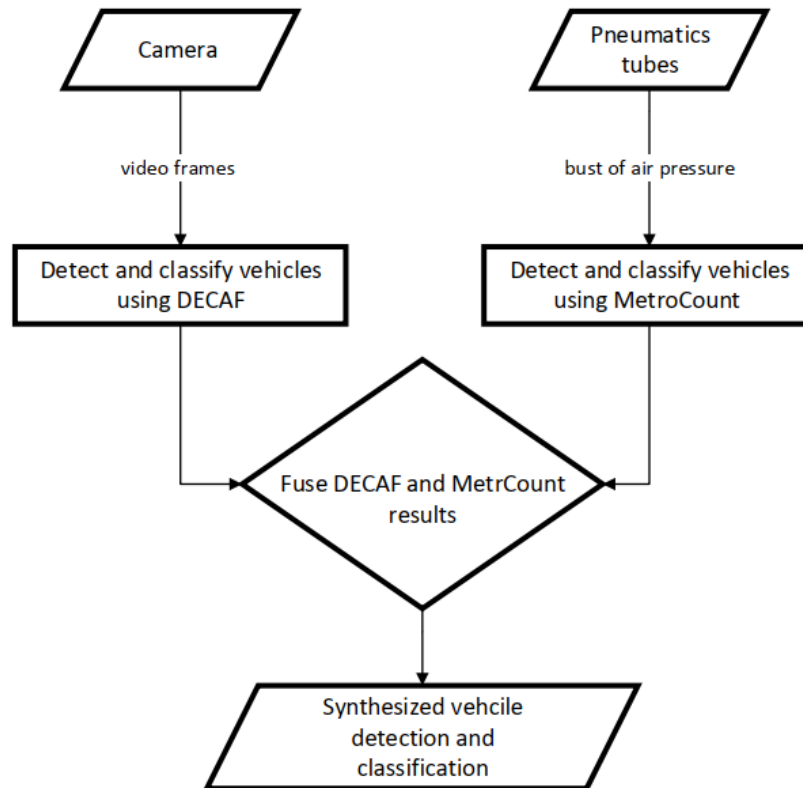 Camera
Pneumatics
tubes
video frames
bust of air pressure
Detect and classify vehicles
using DECAF
Detect and classify vehicles
using MetroCount
Fuse DECAF and MetrCount
results
Synthesized vehcile
detection and
classification